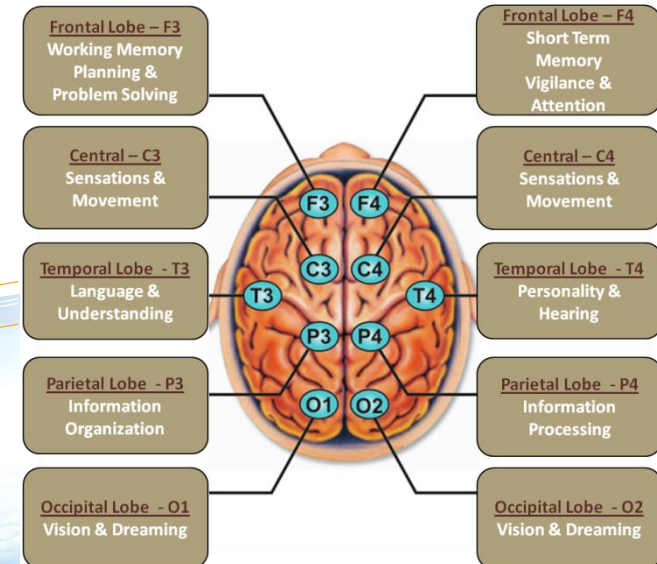 Frontal Lobe – F3
Working Memory
Planning &
Problem Solving
Frontal Lobe – F4
Short Term
Memory
Vigilance &
Attention
Central – C3
Sensations &
Movement
Central – C4
Sensations &
Movement
Temporal Lobe - T3
Language &
Understanding
Temporal Lobe - T4
Personality &
Hearing
Parietal Lobe - P3
Information
Organization
Parietal Lobe - P4
Information
Processing
Occipital Lobe - O1
Vision & Dreaming
Occipital Lobe - O2
Vision & Dreaming
F3 F4
C3 C4
T3 T4
P3 P4
O1 O2